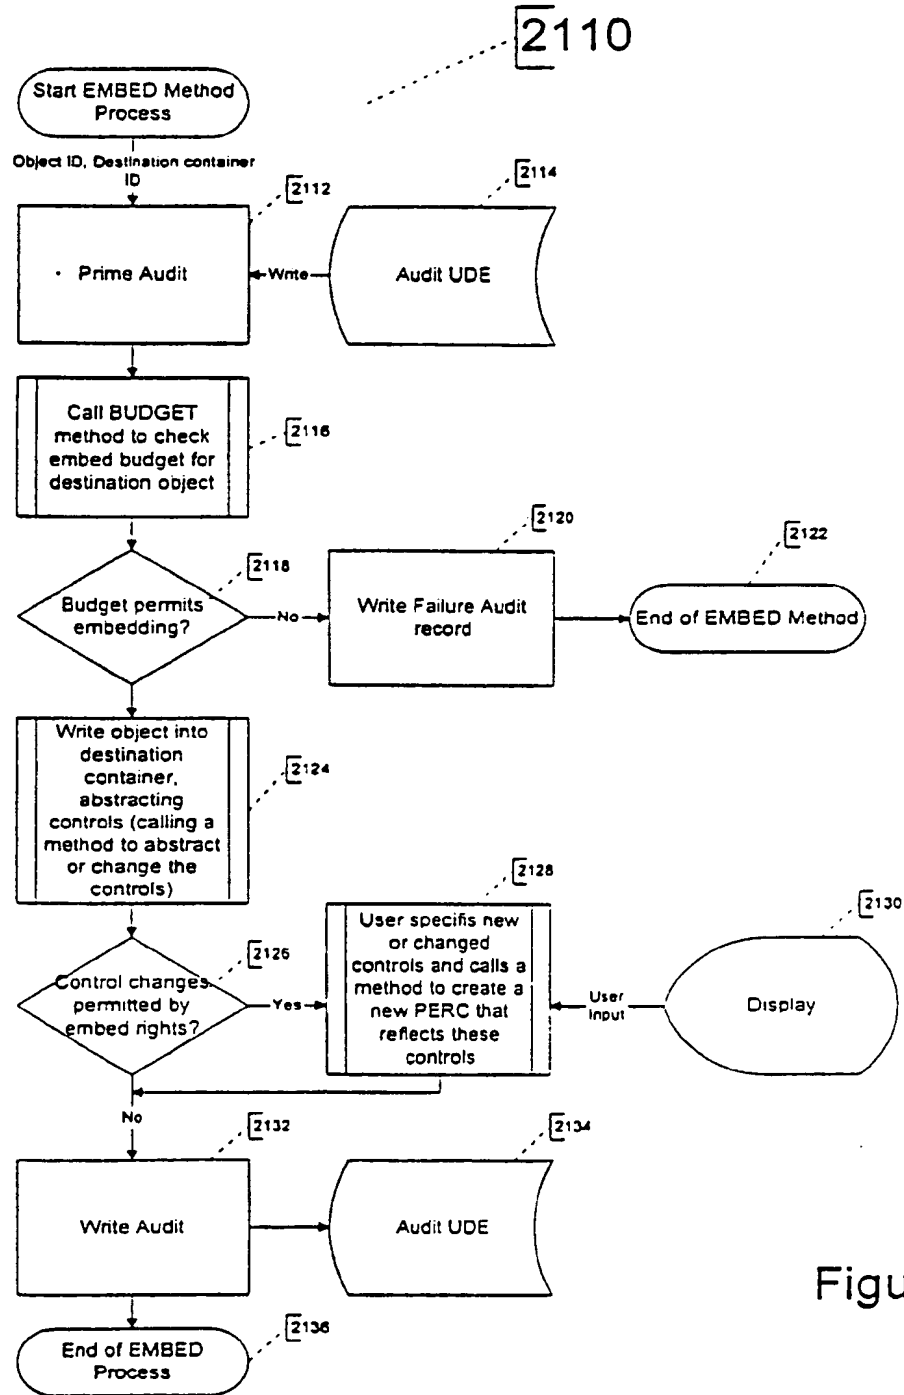 2110
Start EMBED Method
Process
Object ID, Destination container
ID
2112
2114
Prime Audit
Write
Audit UDE
Call BUDGET
method to check
embed budget for
destination object
2116
2118
2120
2122
Budget permits
embedding?
No
Write Failure Audit
record
End of EMBED Method
Write object into
destination
container,
abstracting
controls (calling a
method to abstract
or change the
controls)
2124
2126
2128
2130
Control changes
permitted by
embed rights?
Yes
User specifis new
or changed
controls and calls a
method to create a
new PERC that
reflects these
controls
User
Input
Display
No
2132
2134
Write Audit
Audit UDE
Figu
End of EMBED
Process
2136